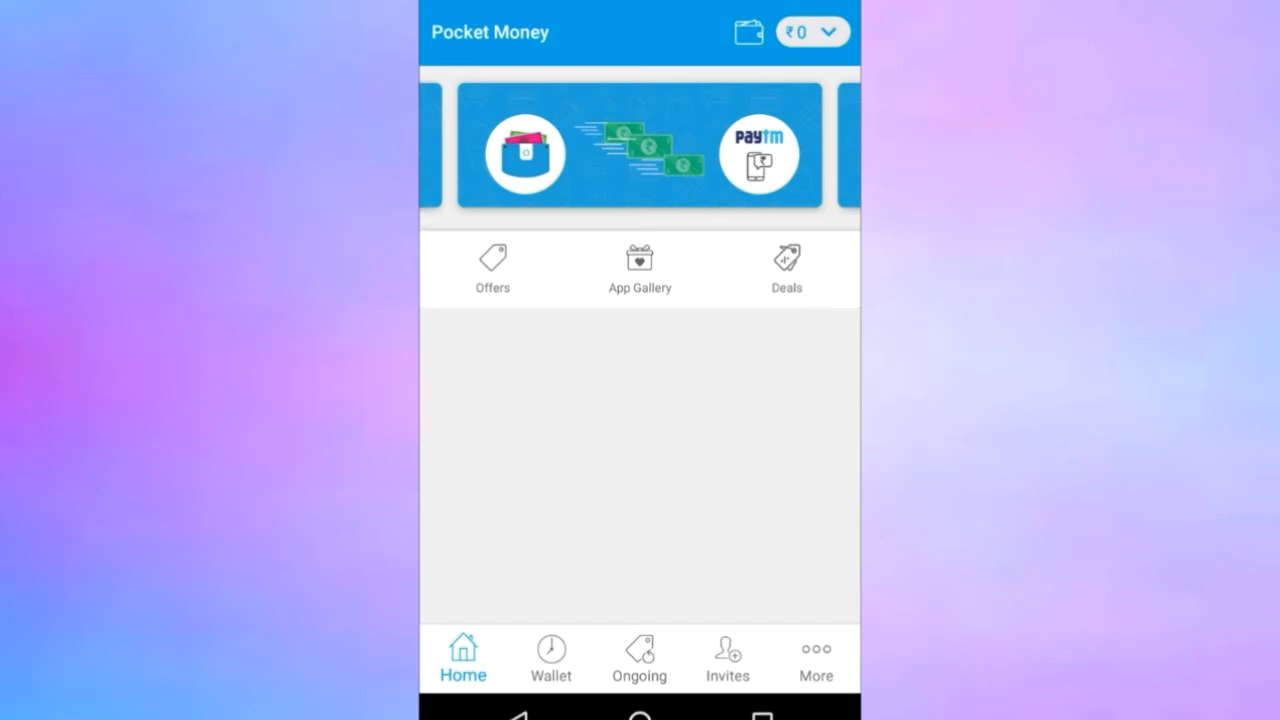 Pocket Money
₹ 0
paytm
Offers
App Gallery
Deals
Home
Wallet
Ongoing
Invites
More